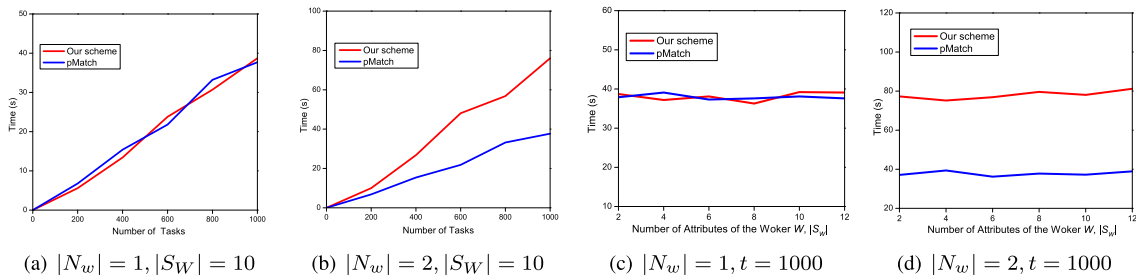 50
40
30
20
10
0
Time (s)
Our scheme
pMatch
0 200 400 600 800 1000
Number of Tasks
(a) |N_w| = 1, |S_W| = 10
100
80
60
40
20
0
Time (s)
Our scheme
pMatch
0 200 400 600 800 1000
Number of Tasks
(b) |N_w| = 2, |S_W| = 10
60
50
40
30
20
10
Time (s)
Our scheme
pMatch
2 4 6 8 10 12
Number of Attributes of the Woker W, |S_W|
(c) |N_w| = 1, t = 1000
120
100
80
60
40
20
Time (s)
Our scheme
pMatch
2 4 6 8 10 12
Number of Attributes of the Woker W, |S_W|
(d) |N_w| = 2, t = 1000